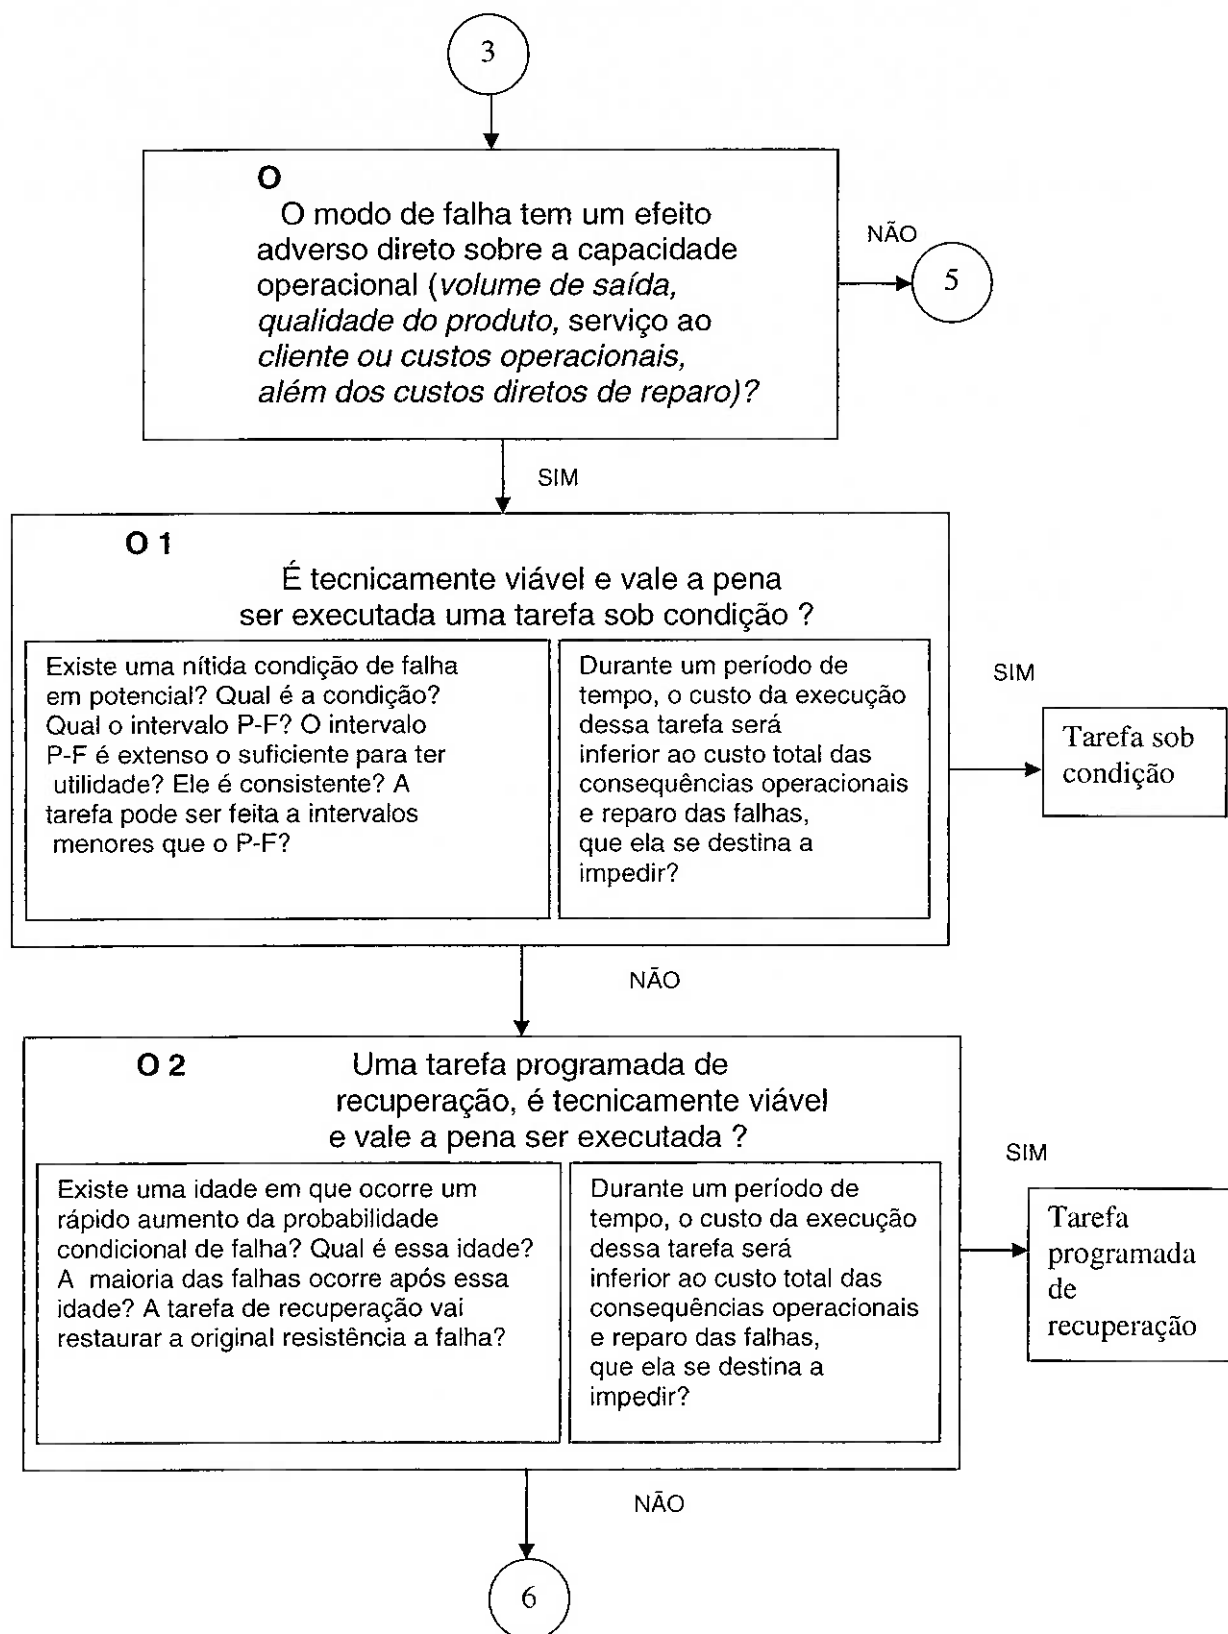 3
O
O modo de falha tem um efeito
adverso direto sobre a capacidade
operacional (volume de saída,
qualidade do produto, serviço ao
cliente ou custos operacionais,
além dos custos diretos de reparo)?
NÃO
5
SIM
O 1
É tecnicamente viável e vale a pena
ser executada uma tarefa sob condição ?
Existe uma nítida condição de falha
em potencial? Qual é a condição?
Qual o intervalo P-F? O intervalo
P-F é extenso o suficiente para ter
utilidade? Ele é consistente? A
tarefa pode ser feita a intervalos
menores que o P-F?
Durante um período de
tempo, o custo da execução
dessa tarefa será
inferior ao custo total das
consequências operacionais
e reparo das falhas,
que ela se destina a
impedir?
SIM
Tarefa sob
condição
NÃO
O 2
Uma tarefa programada de
recuperação, é tecnicamente viável
e vale a pena ser executada ?
Existe uma idade em que ocorre um
rápido aumento da probabilidade
condicional de falha? Qual é essa idade?
A maioria das falhas ocorre após essa
idade? A tarefa de recuperação vai
restaurar a original resistência a falha?
Durante um período de
tempo, o custo da execução
dessa tarefa será
inferior ao custo total das
consequências operacionais
e reparo das falhas,
que ela se destina a
impedir?
SIM
Tarefa
programada
de
recuperação
NÃO
6